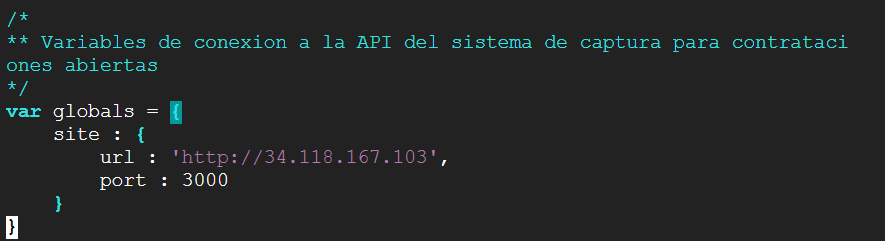 /*
** Variables de conexion a la API del sistema de captura para contrataci
ones abiertas
*/
var globals = {
    site : {
        url : 'http://34.118.167.103',
        port : 3000
    }
}